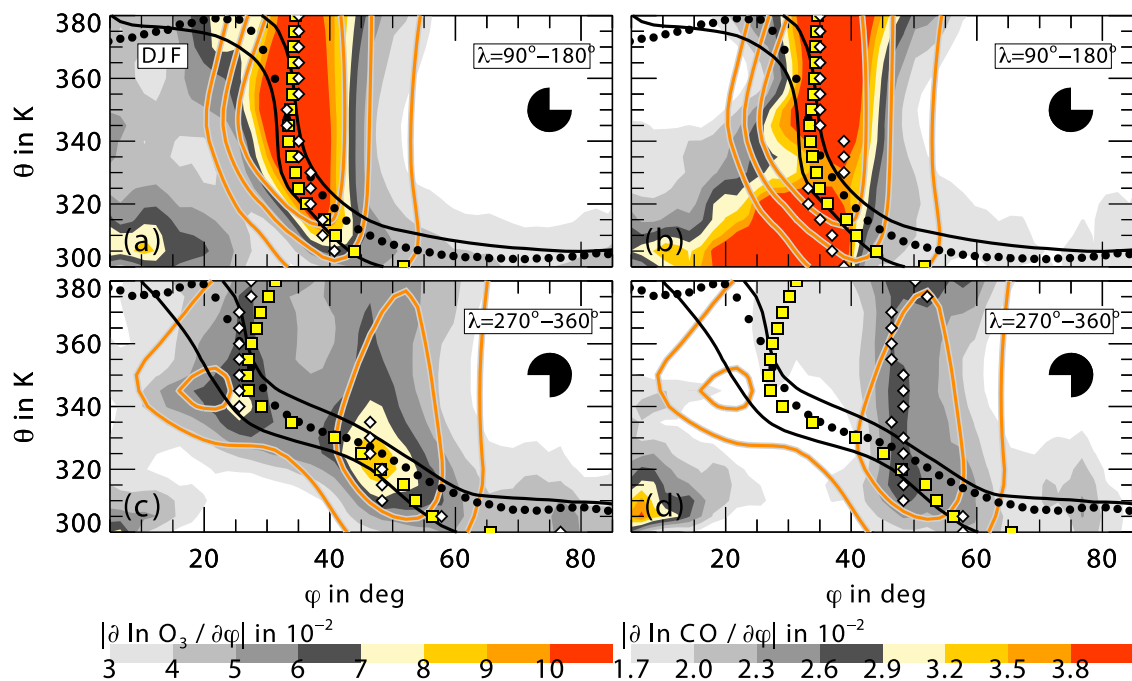 DJF
λ=90°−180°
λ=90°−180°
380
360
340
320
300
θ in K
(a)
(b)
λ=270°−360°
λ=270°−360°
380
360
340
320
300
θ in K
(c)
(d)
20 40 60 80
20 40 60 80
φ in deg
φ in deg
|∂ ln O₃ / ∂φ| in 10⁻²
|∂ ln CO / ∂φ| in 10⁻²
3 4 5 6 7 8 9 10
1.7 2.0 2.3 2.6 2.9 3.2 3.5 3.8